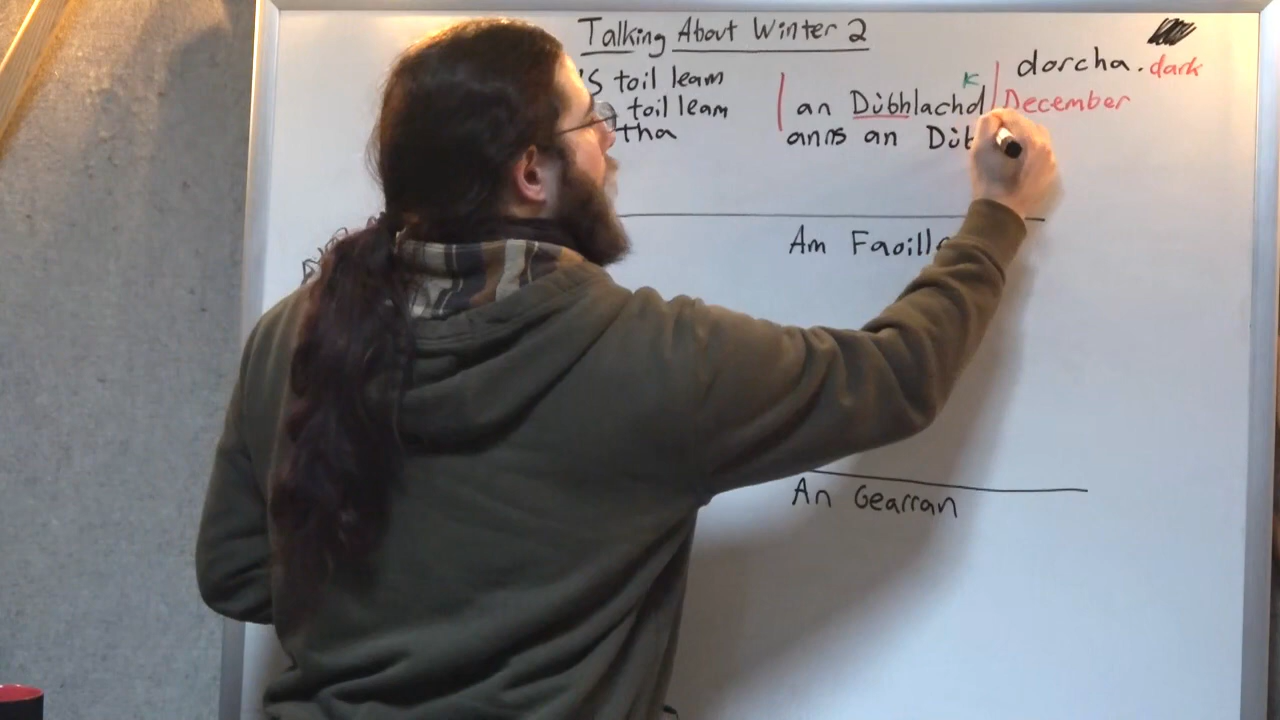 Talking About Winter 2
'S toil leam
toil leam
tha
dorcha. dark
k
an Dùbhlachd December
anns an Dùb
Am Faoill
An Gearran